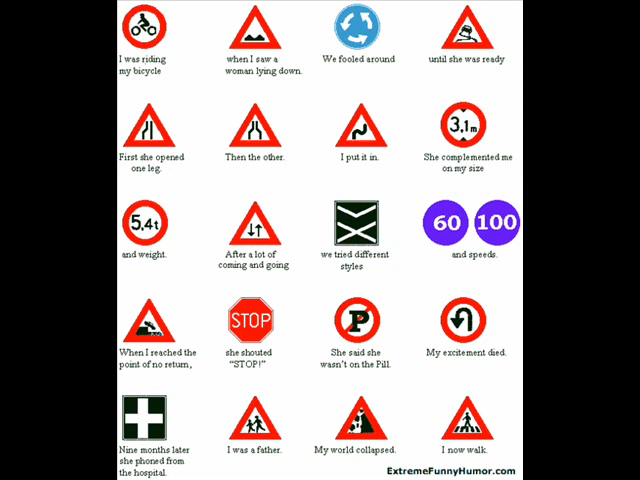 I was riding
my bicycle
when I saw a
woman lying down.
We fooled around
until she was ready
First she opened
one leg.
Then the other.
I put it in.
3,1m
She complemented me
on my size
5,4t
and weight.
After a lot of
coming and going
we tried different
styles
60 100
and speeds.
When I reached the
point of no return,
STOP
she shouted
"STOP!"
P
She said she
wasn't on the Pill.
My excitement died.
Nine months later
she phoned from
the hospital.
I was a father.
My world collapsed.
I now walk.
ExtremeFunnyHumor.com